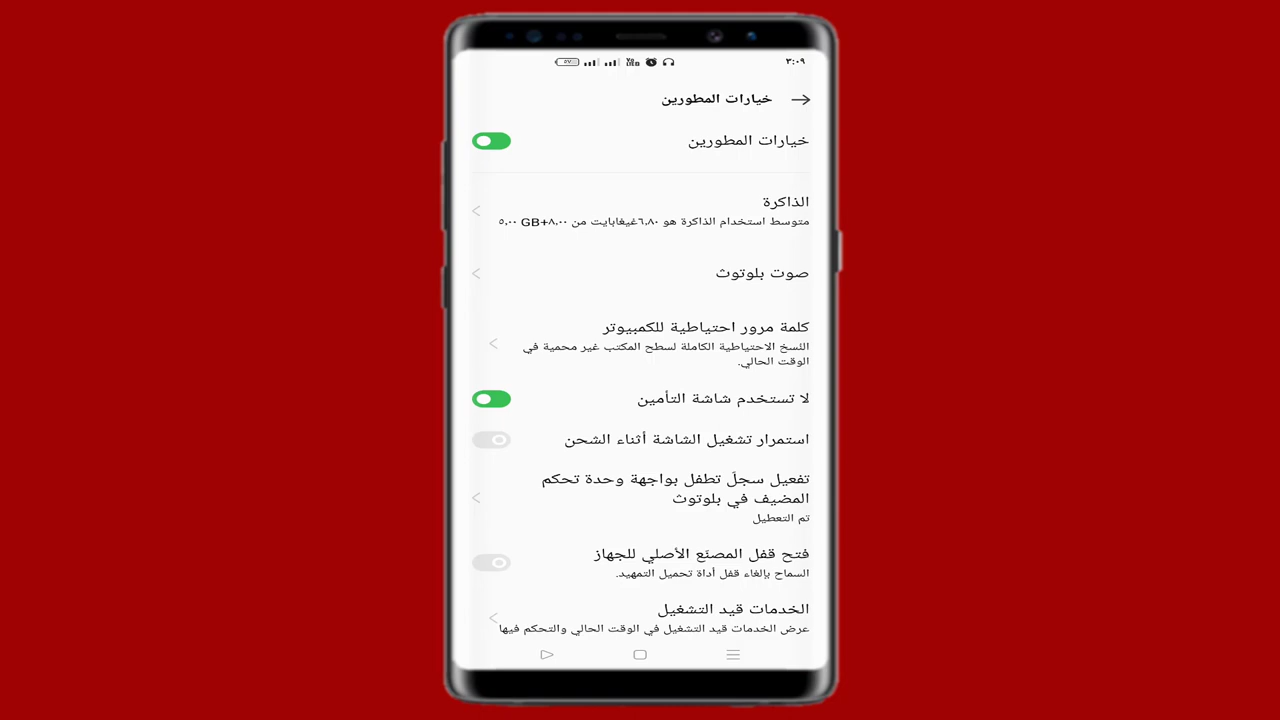 ٣:٠٩
٥٧
خيارات المطورين
خيارات المطورين
الذاكرة
متوسط استخدام الذاكرة هو ٦٫٨٠غيغابايت من ٨٫٠٠+GB ٥٫٠٠
صوت بلوتوث
كلمة مرور احتياطية للكمبيوتر
النسخ الاحتياطية الكاملة لسطح المكتب غير محمية في
الوقت الحالي.
لا تستخدم شاشة التأمين
استمرار تشغيل الشاشة أثناء الشحن
تفعيل سجلّ تطفل بواجهة وحدة تحكم
المضيف في بلوتوث
تم التعطيل
فتح قفل المصنّع الأصلي للجهاز
السماح بإلغاء قفل أداة تحميل التمهيد.
الخدمات قيد التشغيل
عرض الخدمات قيد التشغيل في الوقت الحالي والتحكم فيها